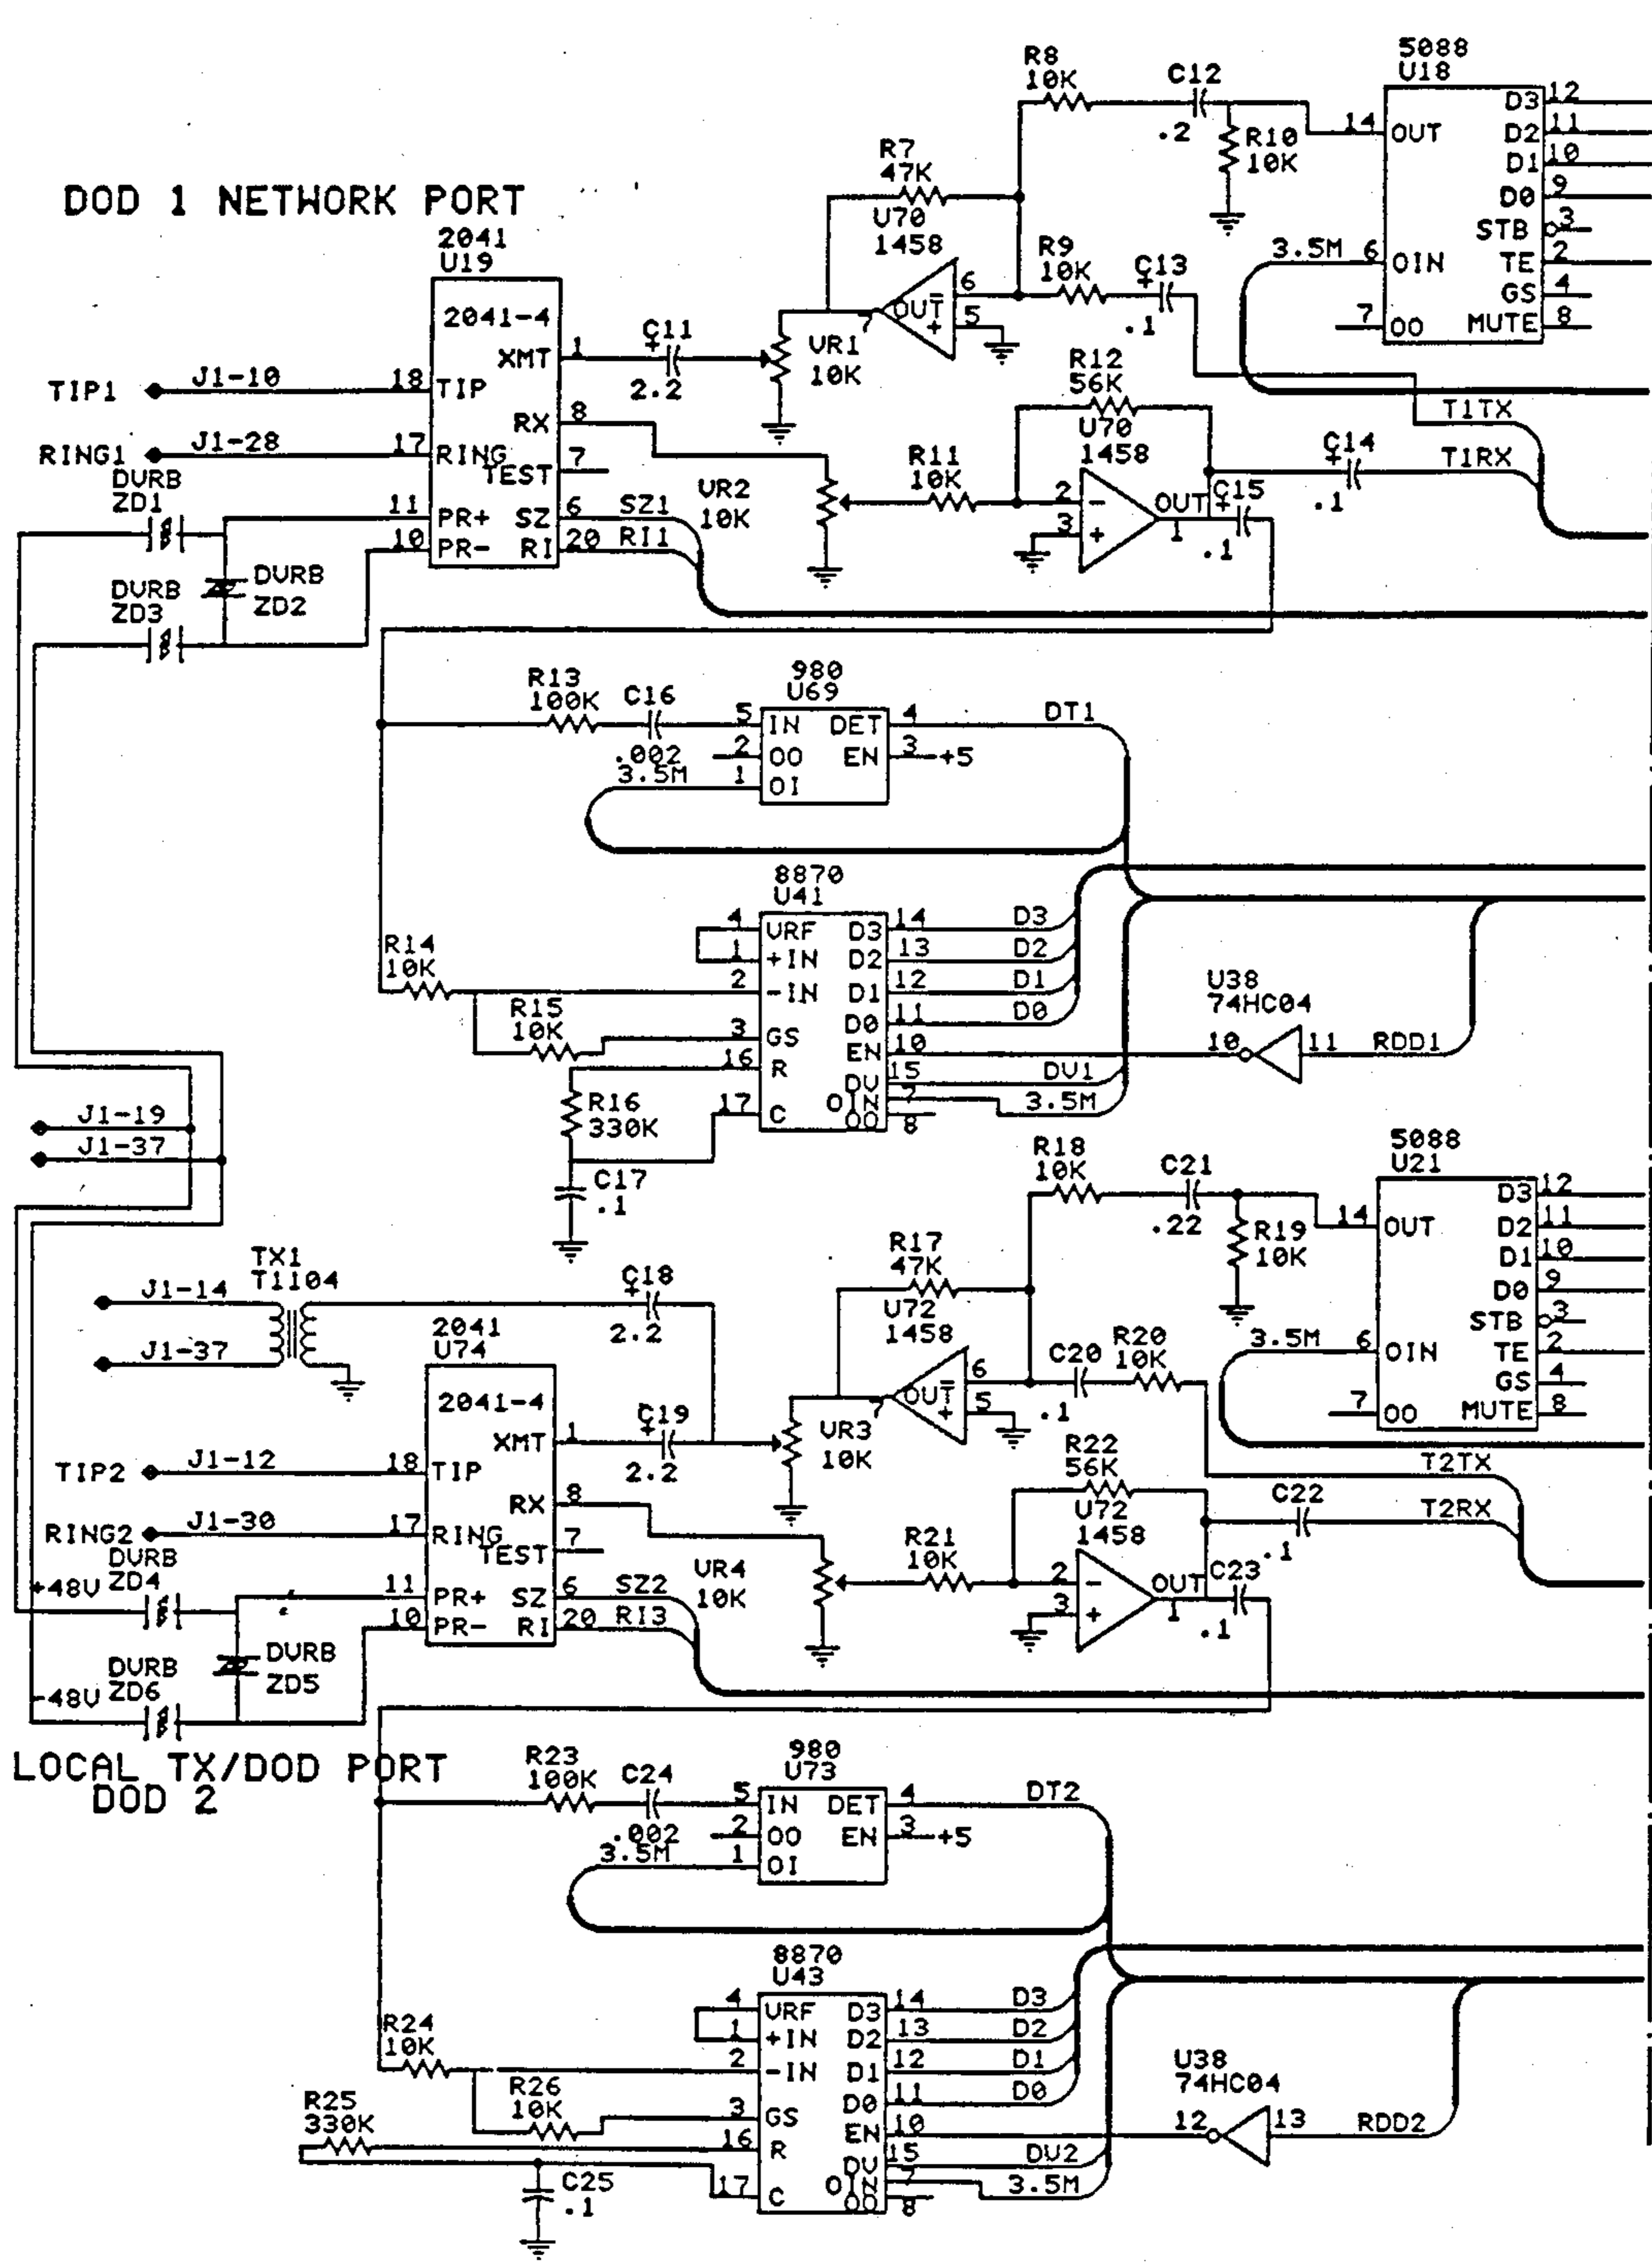 DOD 1 NETWORK PORT
R8
10K
C12
.2
R10
10K
5088
U18
14 OUT
6 OIN
7 OO
D3 12
D2 11
D1 10
D0 9
STB 3
TE 2
GS 4
MUTE 8
3.5M
R7
47K
U70
1458
OUT
7
-
+
6
5
R9
10K
C13
+
.1
2041
U19
2041-4
XMT 1
18 TIP
RX 8
17 RING
TEST 7
11 PR+
SZ 6
10 PR-
RI 20
TIP1
J1-10
RING1
J1-28
C11
+
2.2
VR1
10K
VR2
10K
SZ1
RI1
R11
10K
R12
56K
U70
1458
2 -
3 +
OUT
1
C14
+
.1
C15
+
.1
T1TX
T1RX
DVRB
ZD1
DVRB
ZD2
DVRB
ZD3
R13
100K
C16
.002
3.5M
980
U69
5 IN
2 OO
1 OI
DET 4
EN 3
+5
DT1
8870
U41
4 VRF
1 +IN
2 -IN
3 GS
16 R
17 C
D3 14
D2 13
D1 12
D0 11
EN 10
DV 15
OIN 7
OO 8
D3
D2
D1
D0
DV1
3.5M
R14
10K
R15
10K
R16
330K
C17
.1
U38
74HC04
10
11
RDD1
J1-19
J1-37
R18
10K
C21
.22
R19
10K
5088
U21
14 OUT
6 OIN
7 OO
D3 12
D2 11
D1 10
D0 9
STB 3
TE 2
GS 4
MUTE 8
3.5M
TX1
T1104
J1-14
J1-37
C18
+
2.2
R17
47K
U72
1458
OUT
7
-
+
6
5
C20
.1
R20
10K
2041
U74
2041-4
XMT 1
18 TIP
RX 8
17 RING
TEST 7
11 PR+
SZ 6
10 PR-
RI 20
C19
+
2.2
VR3
10K
VR4
10K
TIP2
J1-12
RING2
J1-30
SZ2
RI3
R21
10K
R22
56K
U72
1458
2 -
3 +
OUT
1
C22
.1
C23
.1
T2TX
T2RX
+48V
DVRB
ZD4
DVRB
ZD5
-48V
DVRB
ZD6
LOCAL TX/DOD PORT
DOD 2
R23
100K
C24
.002
3.5M
980
U73
5 IN
2 OO
1 OI
DET 4
EN 3
+5
DT2
8870
U43
4 VRF
1 +IN
2 -IN
3 GS
16 R
17 C
D3 14
D2 13
D1 12
D0 11
EN 10
DV 15
OIN 7
OO 8
D3
D2
D1
D0
DV2
3.5M
R24
10K
R26
10K
R25
330K
C25
.1
U38
74HC04
12
13
RDD2